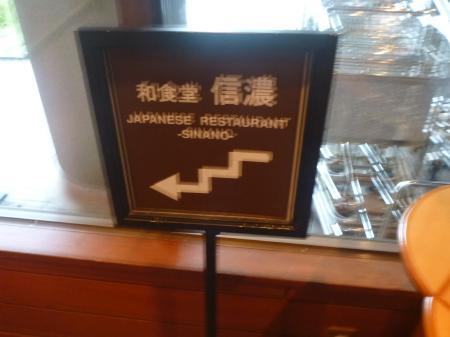 和食堂 信濃
JAPANESE RESTAURANT
-SINANO-